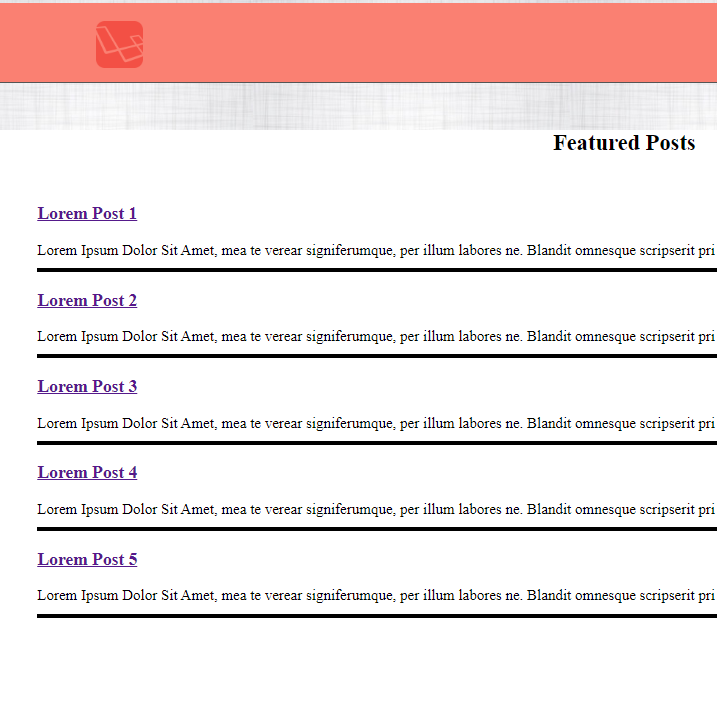 Featured Posts
Lorem Post 1
Lorem Ipsum Dolor Sit Amet, mea te verear signiferumque, per illum labores ne. Blandit omnesque scripserit pri
Lorem Post 2
Lorem Ipsum Dolor Sit Amet, mea te verear signiferumque, per illum labores ne. Blandit omnesque scripserit pri
Lorem Post 3
Lorem Ipsum Dolor Sit Amet, mea te verear signiferumque, per illum labores ne. Blandit omnesque scripserit pri
Lorem Post 4
Lorem Ipsum Dolor Sit Amet, mea te verear signiferumque, per illum labores ne. Blandit omnesque scripserit pri
Lorem Post 5
Lorem Ipsum Dolor Sit Amet, mea te verear signiferumque, per illum labores ne. Blandit omnesque scripserit pri